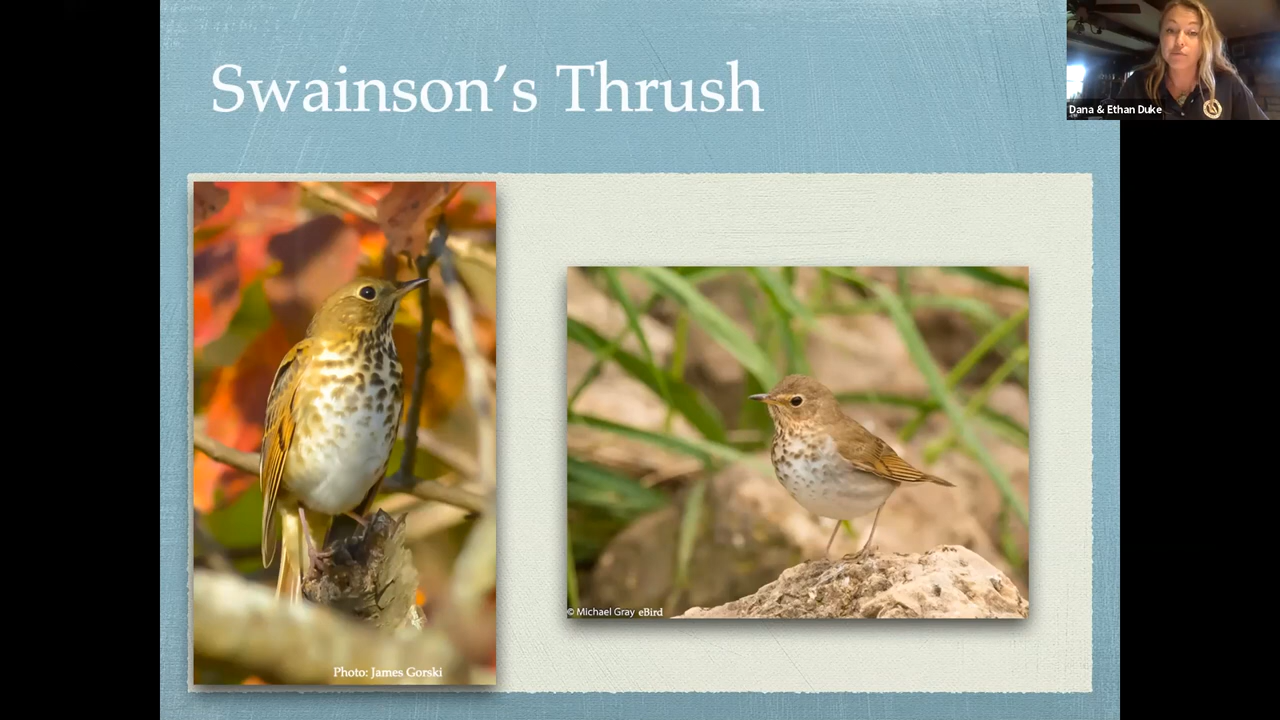 Swainson’s Thrush
Dana & Ethan Duke
© Michael Gray eBird
Photo: James Gorski